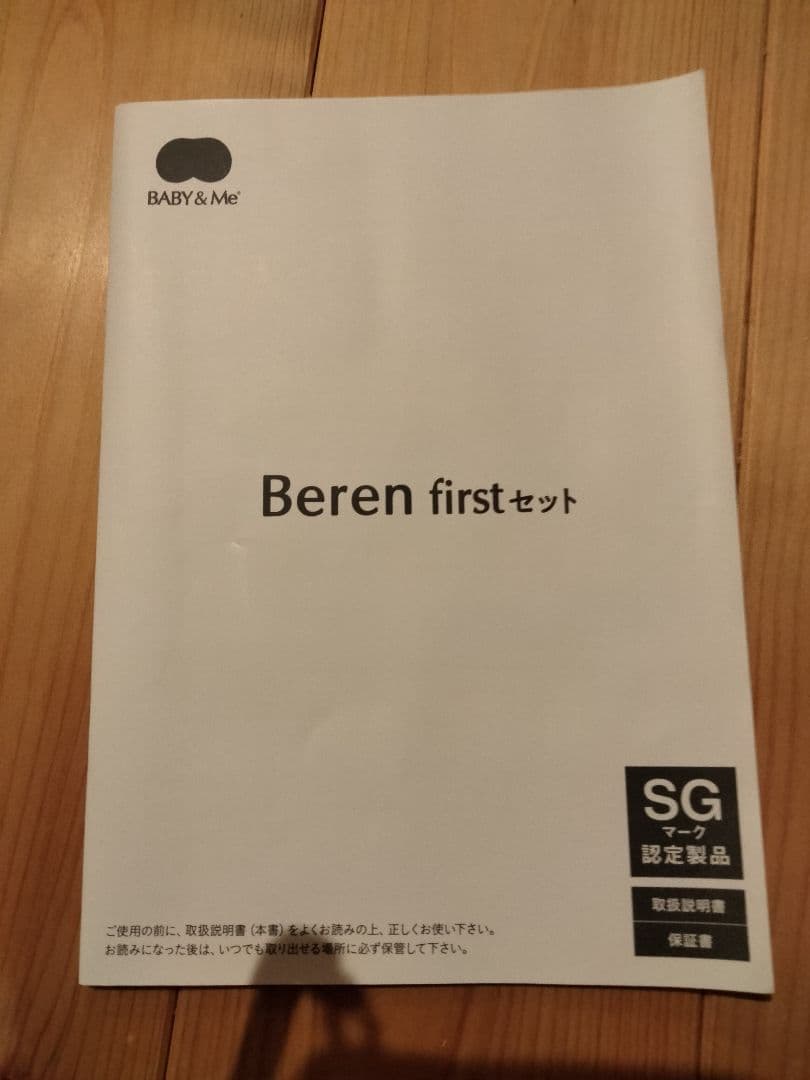 BABY & Me®
Beren firstセット
SG
マーク
認定製品
取扱説明書
保証書
ご使用の前に、取扱説明書（本書）をよくお読みの上、正しくお使い下さい。
お読みになった後は、いつでも取り出せる場所に必ず保管して下さい。